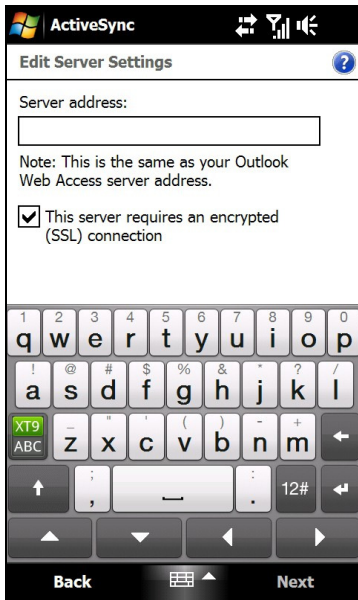 ActiveSync
Edit Server Settings ?
Server address:
Note: This is the same as your Outlook
Web Access server address.
This server requires an encrypted
(SSL) connection
1 2 3 4 5 6 7 8 9 0
q w e r t y u i o p
! @ # $ % & * ? /
a s d f g h j k l
XT9 _ " ' ( ) - +
ABC z x c v b n m
; :
, . 12#
Back Next